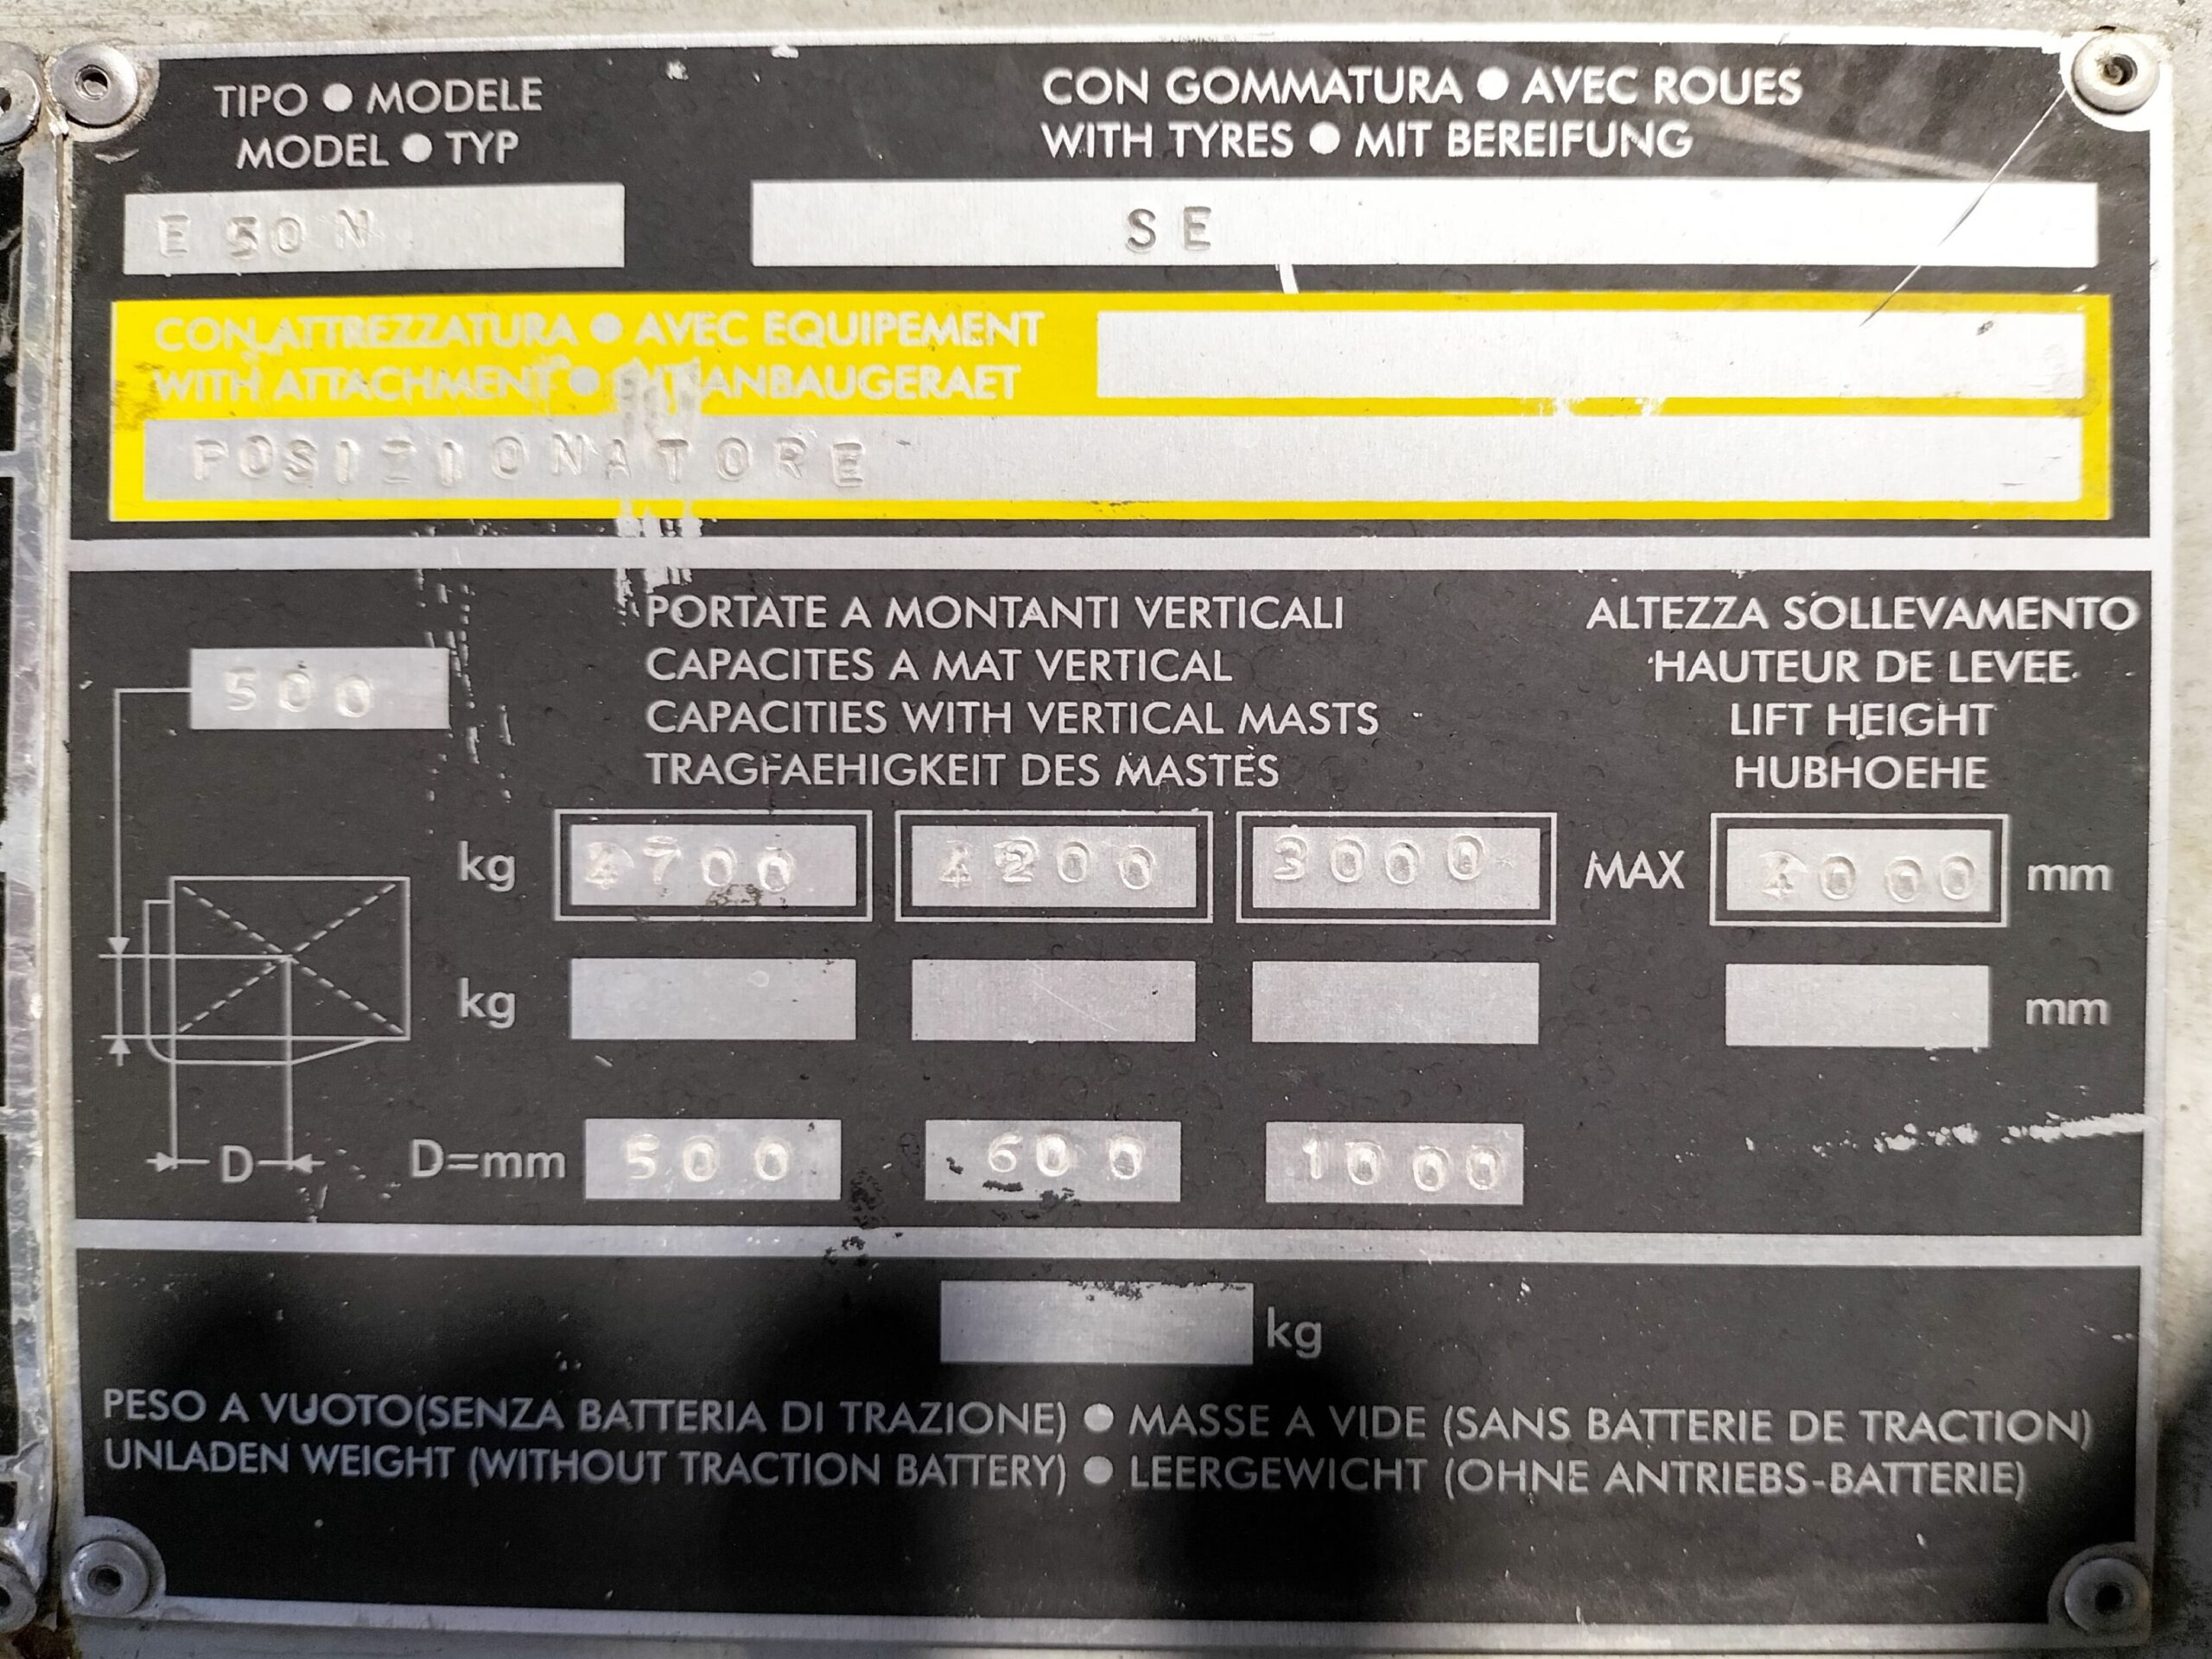 TIPO ● MODELE
MODEL ● TYP
CON GOMMATURA ● AVEC ROUES
WITH TYRES ● MIT BEREIFUNG
E 50 N
SE
CON ATTREZZATURA ● AVEC EQUIPEMENT
WITH ATTACHMENT ● MIT ANBAUGERAET
POSIZIONATORE
PORTATE A MONTANTI VERTICALI
CAPACITES A MAT VERTICAL
CAPACITIES WITH VERTICAL MASTS
TRAGFAEHIGKEIT DES MASTES
ALTEZZA SOLLEVAMENTO
HAUTEUR DE LEVEE
LIFT HEIGHT
HUBHOEHE
500
kg 4700 4200 3000 MAX 4000 mm
kg mm
D D=mm 500 600 1000
kg
PESO A VUOTO(SENZA BATTERIA DI TRAZIONE) ● MASSE A VIDE (SANS BATTERIE DE TRACTION)
UNLADEN WEIGHT (WITHOUT TRACTION BATTERY) ● LEERGEWICHT (OHNE ANTRIEBS-BATTERIE)